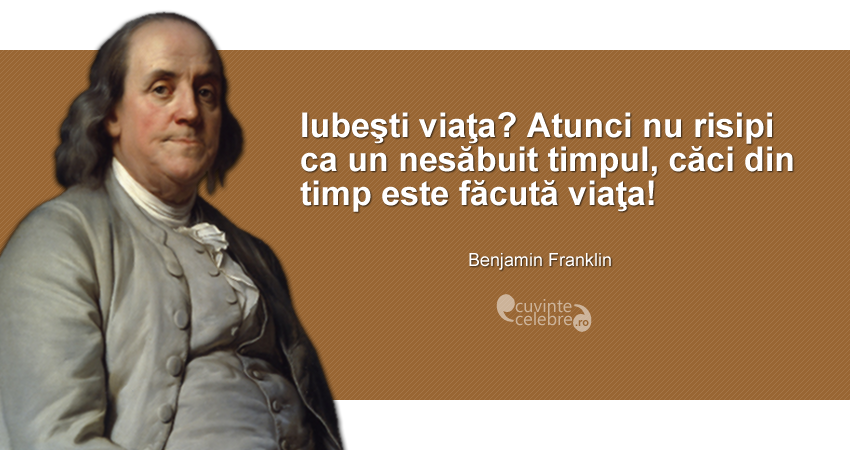 Iubeşti viaţa? Atunci nu risipi
ca un nesăbuit timpul, căci din
timp este făcută viaţa!
Benjamin Franklin
cuvinte
celebre.ro